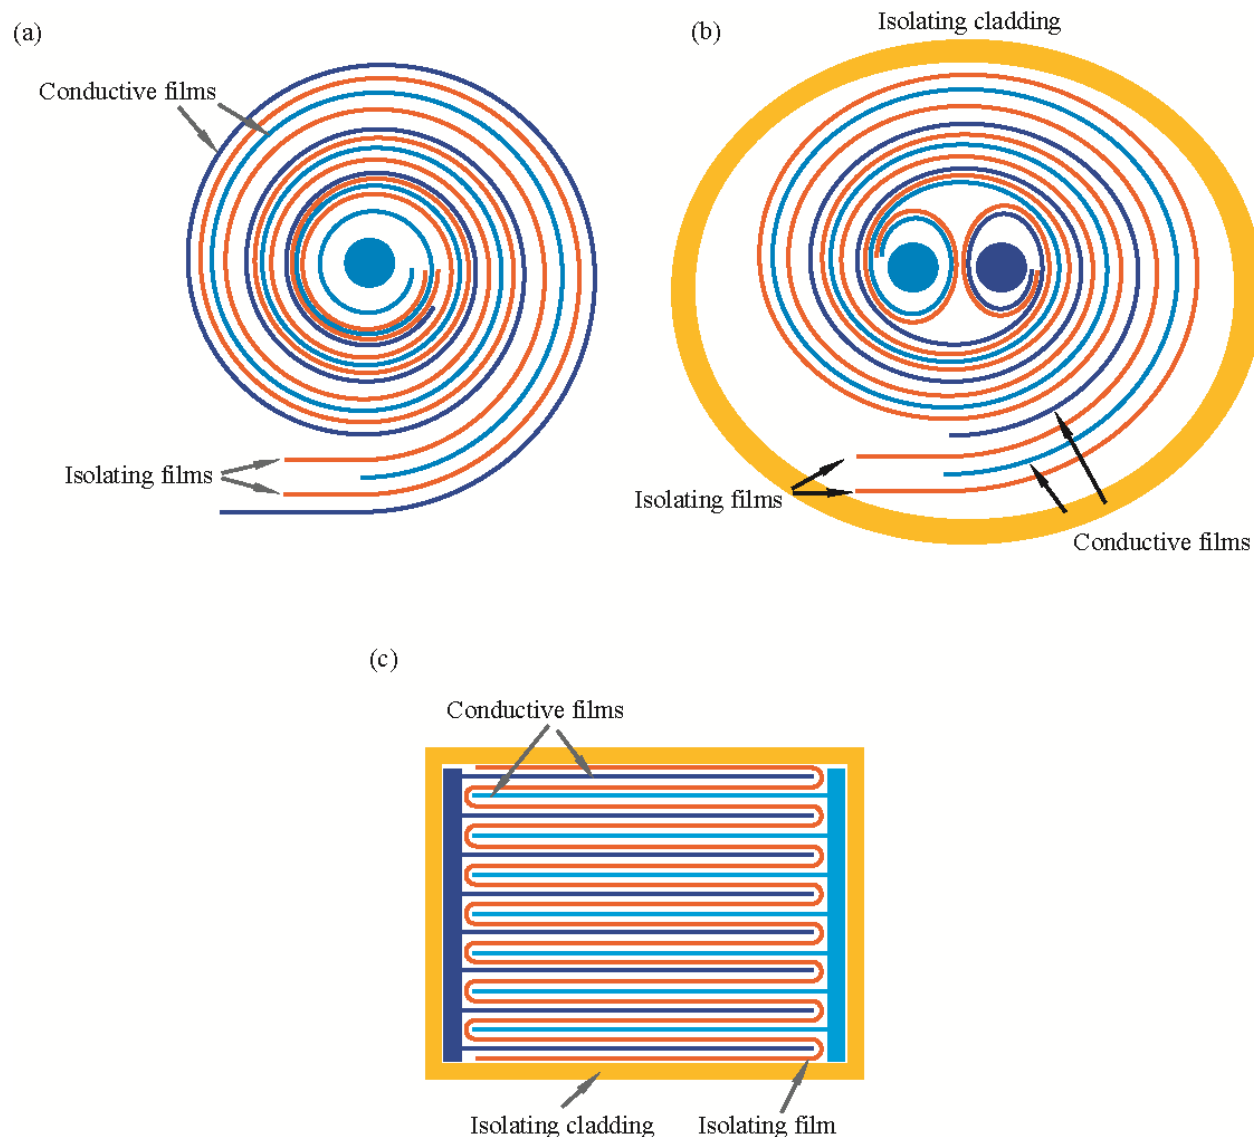 (a)
Conductive films
Isolating films
(b)
Isolating cladding
Isolating films
Conductive films
(c)
Conductive films
Isolating cladding
Isolating film